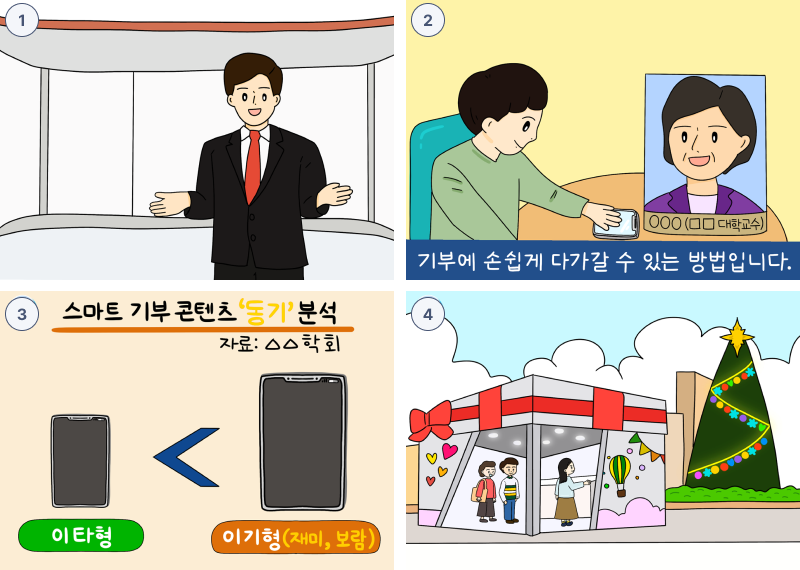 1
2
○○○ (□□ 대학교수)
기부에 손쉽게 다가갈 수 있는 방법입니다.
3
스마트 기부 콘텐츠 '동기' 분석
자료: △△학회
<
이타형
이기형(재미, 보람)
4